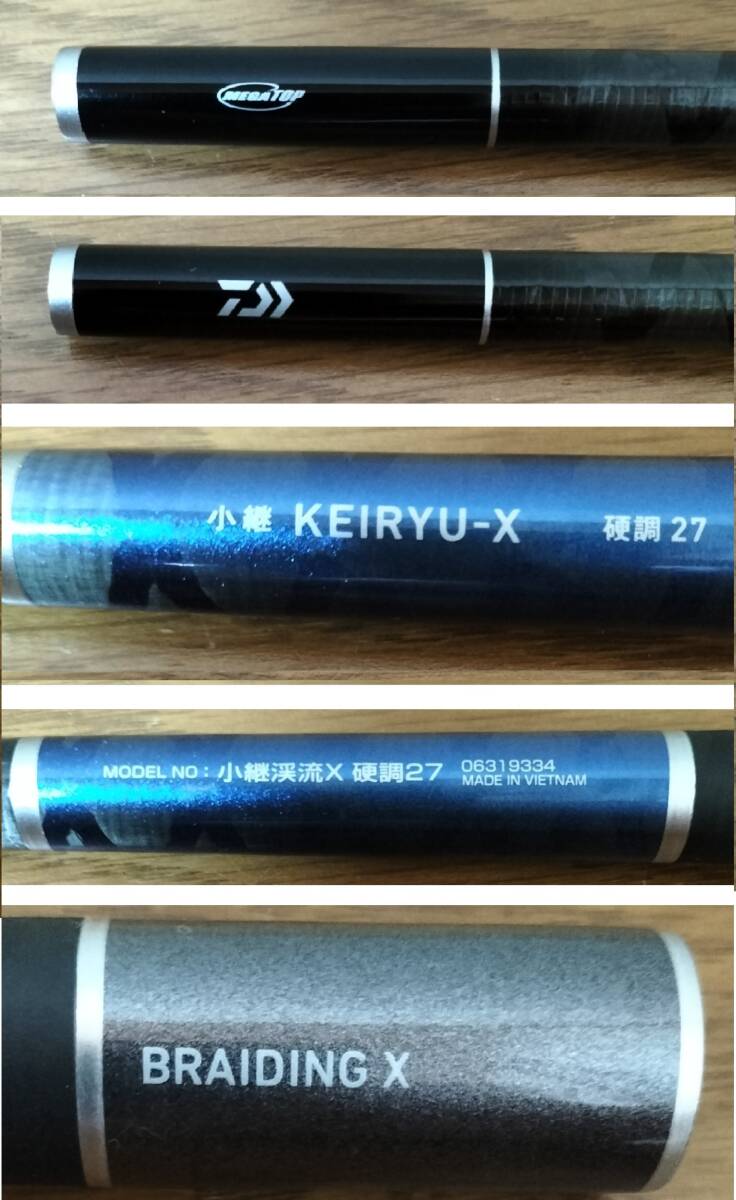 MEGATOP
小継 KEIRYU-X 硬調 27
MODEL NO : 小継渓流X 硬調27 06319334
MADE IN VIETNAM
BRAIDING X